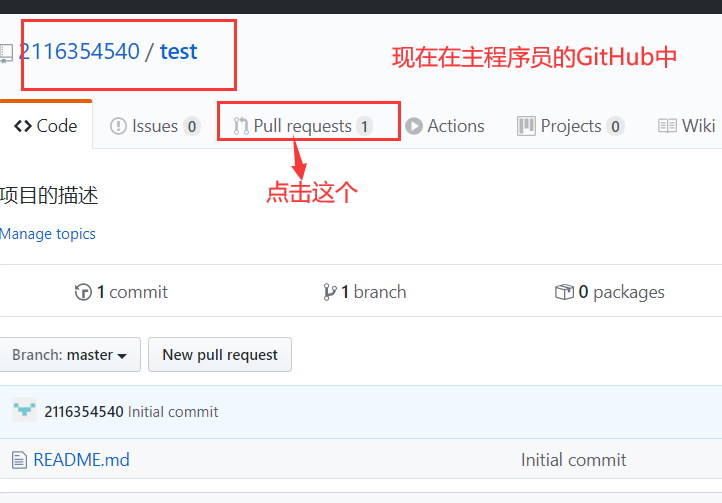 2116354540 / test
现在在主程序员的GitHub中
Code Issues 0 Pull requests 1 Actions Projects 0 Wiki
点击这个
项目的描述
Manage topics
1 commit 1 branch 0 packages
Branch: master New pull request
2116354540 Initial commit
README.md Initial commit